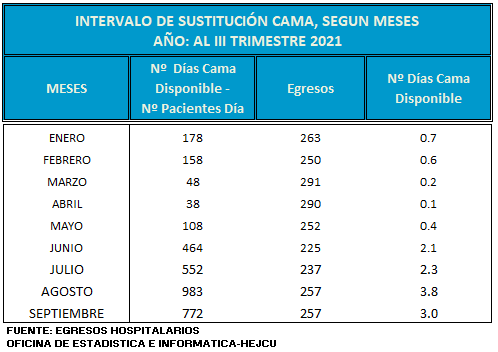 INTERVALO DE SUSTITUCIÓN CAMA, SEGUN MESES
AÑO: AL III TRIMESTRE 2021
MESES Nº Días Cama Disponible - Nº Pacientes Día Egresos Nº Días Cama Disponible
ENERO 178 263 0.7
FEBRERO 158 250 0.6
MARZO 48 291 0.2
ABRIL 38 290 0.1
MAYO 108 252 0.4
JUNIO 464 225 2.1
JULIO 552 237 2.3
AGOSTO 983 257 3.8
SEPTIEMBRE 772 257 3.0
FUENTE: EGRESOS HOSPITALARIOS
OFICINA DE ESTADISTICA E INFORMATICA-HEJCU